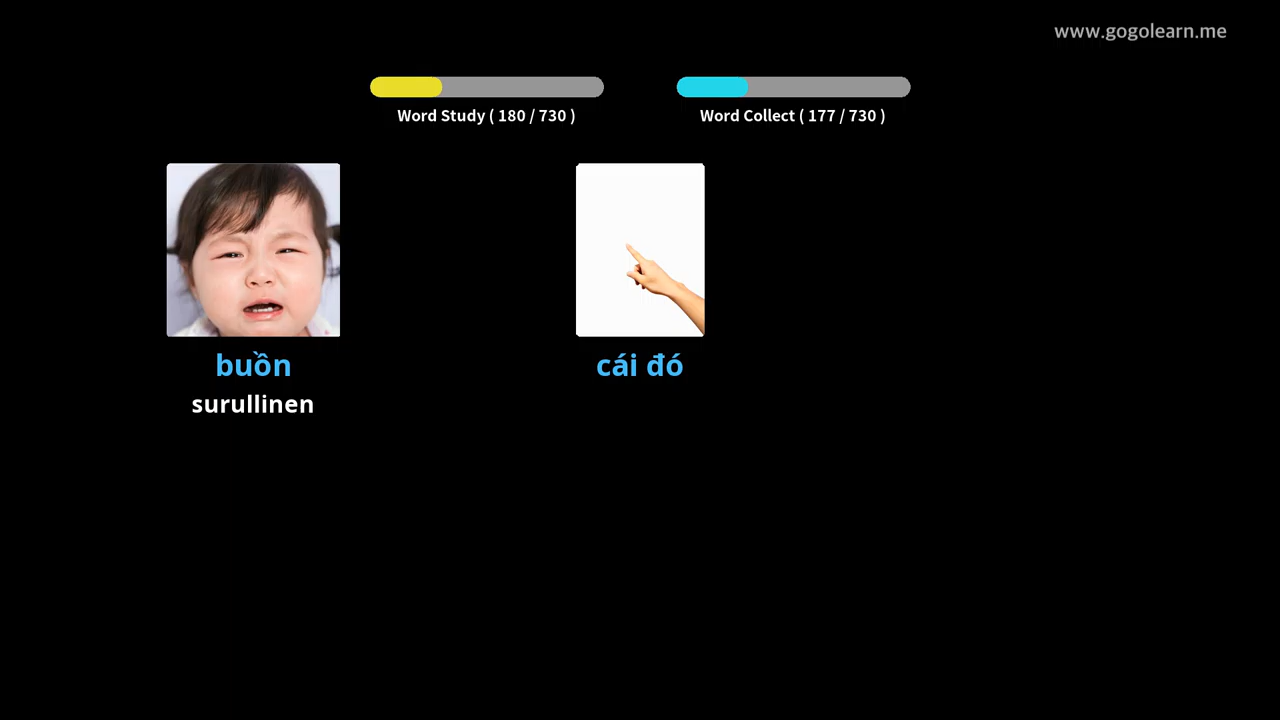 www.gogolearn.me
Word Study ( 180 / 730 )
Word Collect ( 177 / 730 )
buồn
surullinen
cái đó